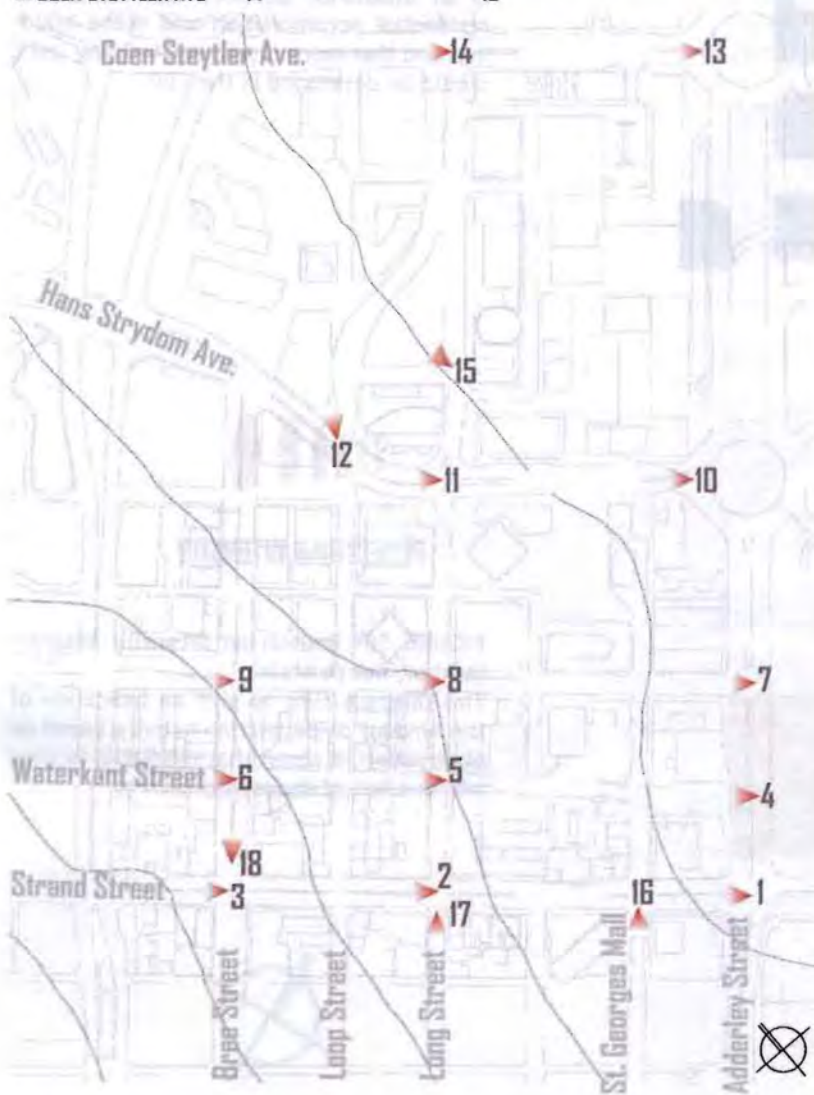 Coen Steytler Ave.
14
13
Hans Strydom Ave.
15
12
11
10
9
8
7
Waterkant Street
6
5
4
18
Strand Street
3
2
17
16
1
Bree Street
Loop Street
Long Street
St. Georges Mall
Adderley Street